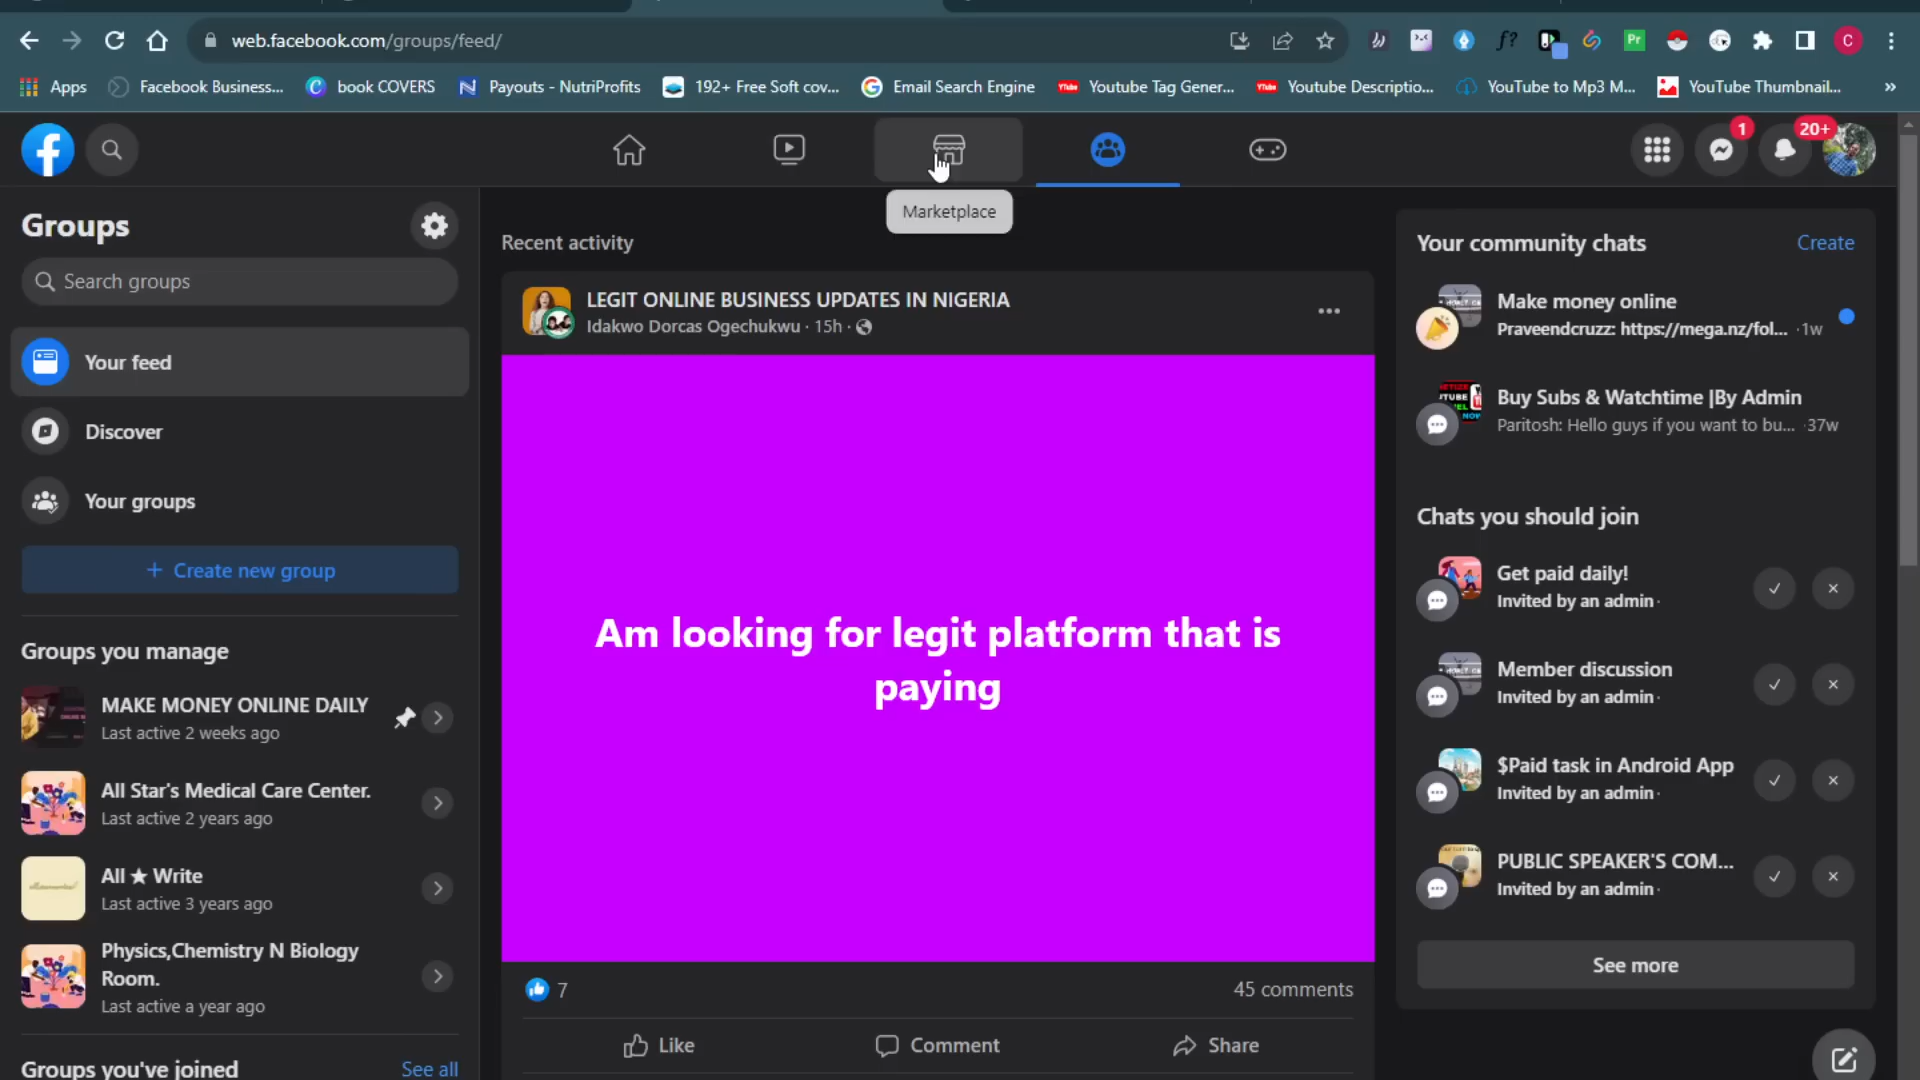 web.facebook.com/groups/feed/
Apps
Facebook Business...
book COVERS
Payouts - NutriProfits
192+ Free Soft cov...
Email Search Engine
Youtube Tag Gener...
Youtube Descriptio...
YouTube to Mp3 M...
YouTube Thumbnail...
1
20+
Marketplace
Groups
Search groups
Your feed
Discover
Your groups
+ Create new group
Groups you manage
MAKE MONEY ONLINE DAILY
Last active 2 weeks ago
All Star's Medical Care Center.
Last active 2 years ago
All ★ Write
Last active 3 years ago
Physics,Chemistry N Biology
Room.
Last active a year ago
Groups you've joined
See all
Recent activity
LEGIT ONLINE BUSINESS UPDATES IN NIGERIA
Idakwo Dorcas Ogechukwu · 15h ·
Am looking for legit platform that is
paying
7
45 comments
Like
Comment
Share
Your community chats
Create
Make money online
Praveendcruzz: https://mega.nz/fol... · 1w
Buy Subs & Watchtime |By Admin
Paritosh: Hello guys if you want to bu... · 37w
Chats you should join
Get paid daily!
Invited by an admin ·
Member discussion
Invited by an admin ·
$Paid task in Android App
Invited by an admin ·
PUBLIC SPEAKER'S COM...
Invited by an admin ·
See more